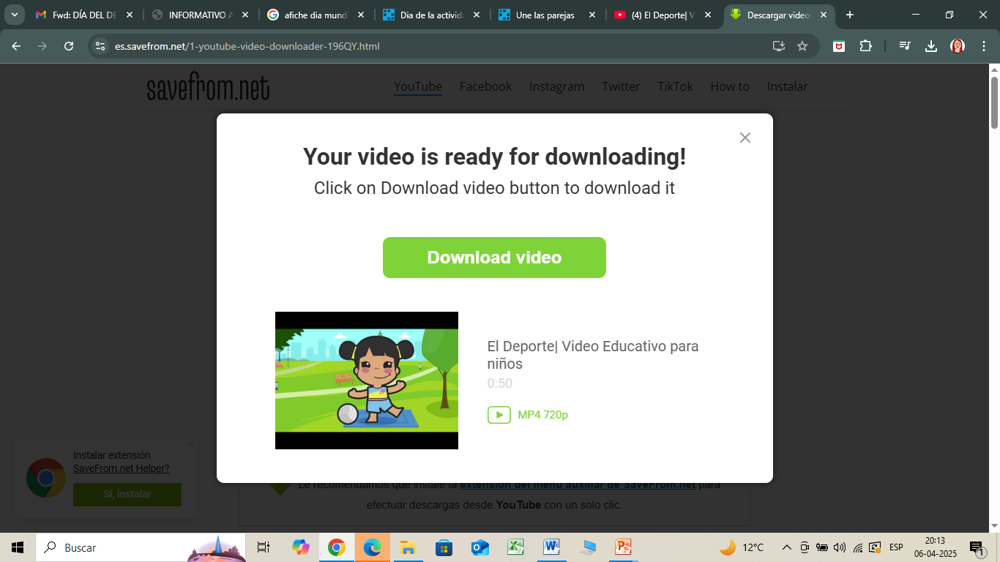 Fwd: DÍA DEL DE
INFORMATIVO A
afiche dia mundi
Dia de la activida
Une las parejas
(4) El Deporte| V
Descargar videos
es.savefrom.net/1-youtube-video-downloader-196QY.html
savefrom.net
YouTube
Facebook
Instagram
Twitter
TikTok
How to
Instalar
Your video is ready for downloading!
Click on Download video button to download it
Download video
El Deporte| Video Educativo para
niños
0:50
MP4 720p
Instalar extensión
SaveFrom.net Helper?
Sí, instalar
Le recomendamos que instale la extensión del menú auxiliar de SaveFrom.net para
efectuar descargas desde YouTube con un solo clic.
Buscar
12°C
ESP
20:13
06-04-2025
1